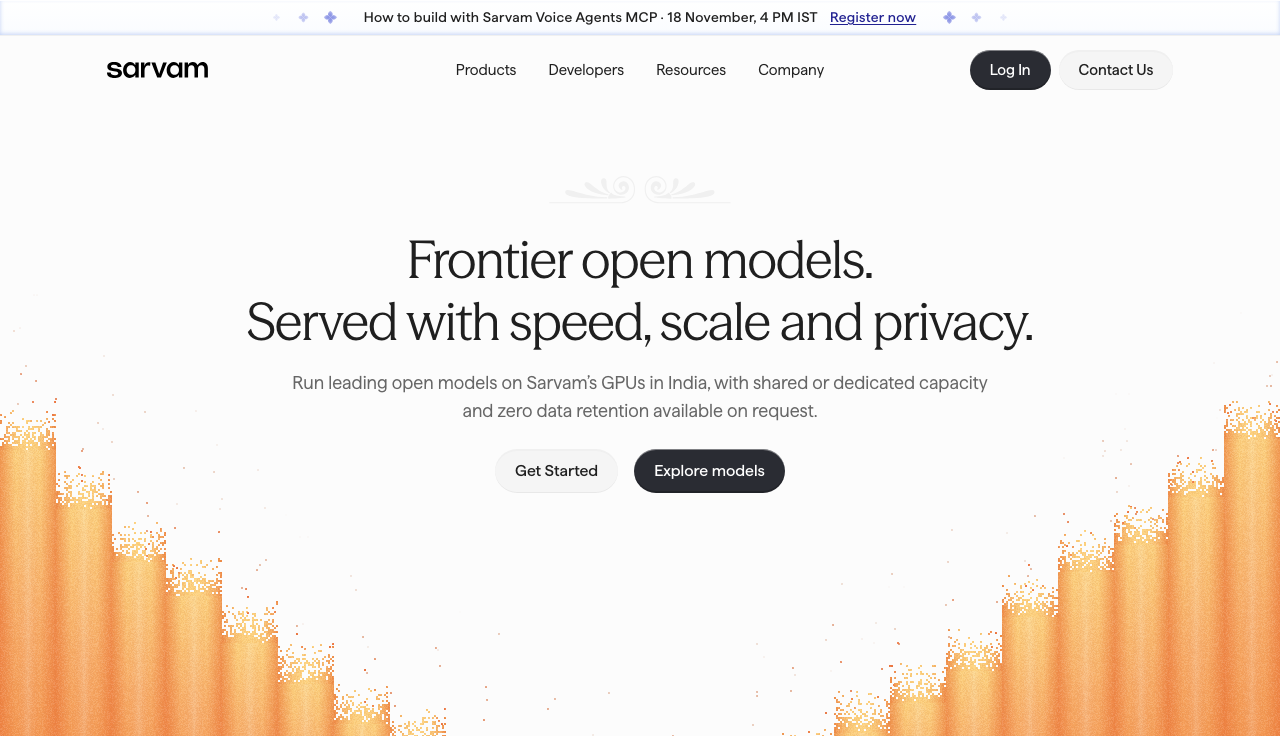 How to build with Sarvam Voice Agents MCP · 18 November, 4 PM IST Register now
sarvam Products Developers Resources Company Log In Contact Us
Frontier open models.
Served with speed, scale and privacy.
Run leading open models on Sarvam’s GPUs in India, with shared or dedicated capacity
and zero data retention available on request.
Get Started Explore models